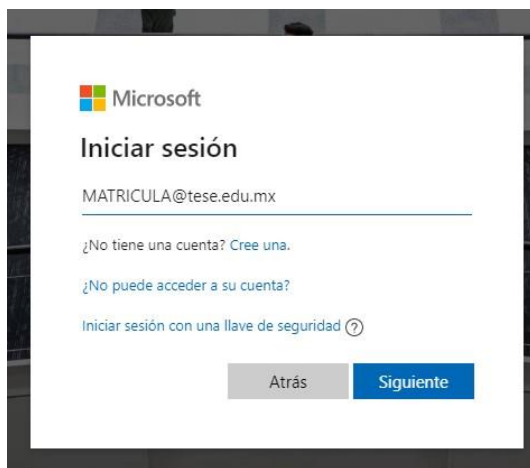 Microsoft
Iniciar sesión
MATRICULA@tese.edu.mx
¿No tiene una cuenta? Cree una.
¿No puede acceder a su cuenta?
Iniciar sesión con una llave de seguridad ?
Atrás Siguiente